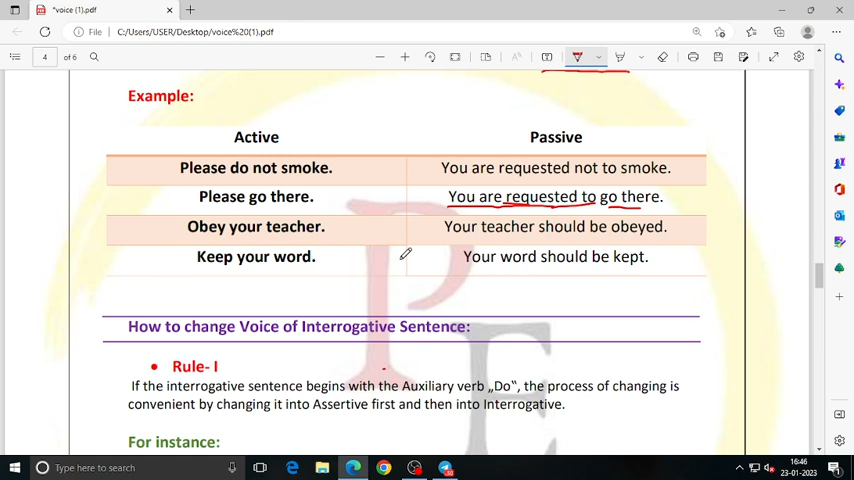 *voice (1).pdf
File
C:/Users/USER/Desktop/voice%20(1).pdf
4 of 6
Example:
Active Passive
Please do not smoke. You are requested not to smoke.
Please go there. You are requested to go there.
Obey your teacher. Your teacher should be obeyed.
Keep your word. Your word should be kept.
How to change Voice of Interrogative Sentence:
• Rule- I
If the interrogative sentence begins with the Auxiliary verb „Do‟, the process of changing is
convenient by changing it into Assertive first and then into Interrogative.
For instance:
Type here to search
16:46
23-01-2023